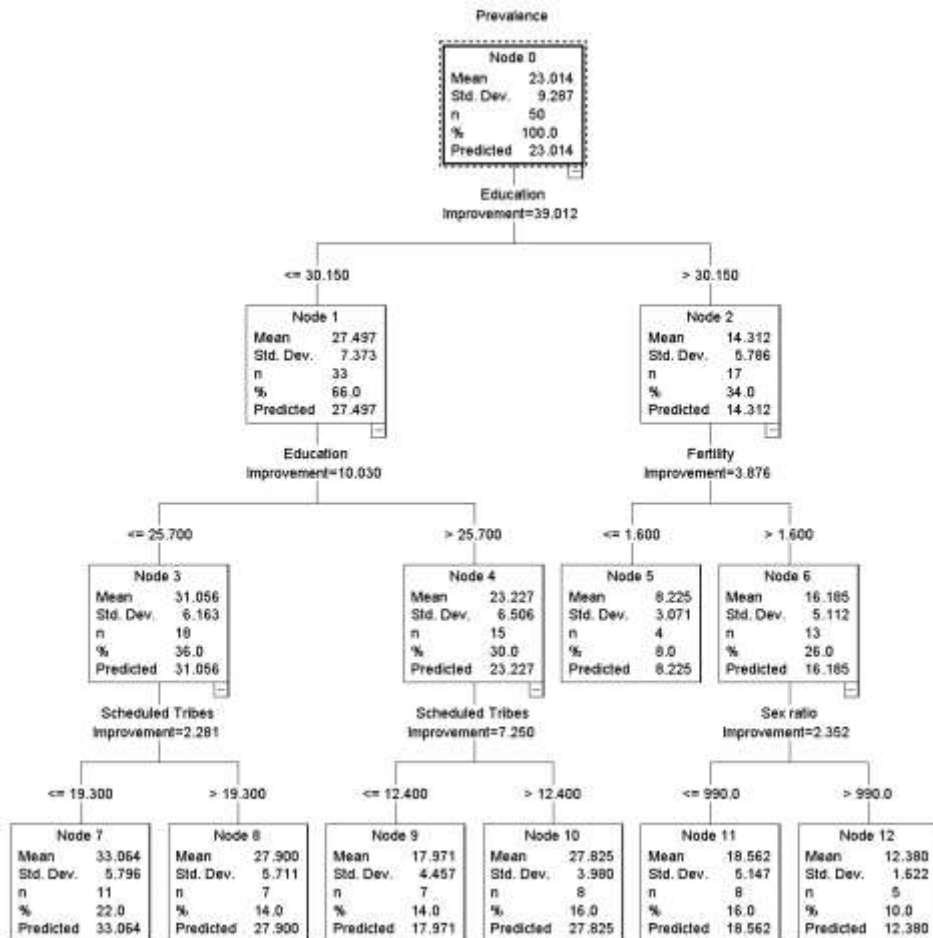 Prevalence
Node 0
Mean 23.014
Std. Dev. 9.287
n 50
% 100.0
Predicted 23.014
Education
Improvement=39.012
<= 30.150
> 30.150
Node 1
Mean 27.497
Std. Dev. 7.373
n 33
% 66.0
Predicted 27.497
Node 2
Mean 14.312
Std. Dev. 5.786
n 17
% 34.0
Predicted 14.312
Education
Improvement=10.030
Fertility
Improvement=3.876
<= 25.700
> 25.700
<= 1.600
> 1.600
Node 3
Mean 31.056
Std. Dev. 6.163
n 18
% 36.0
Predicted 31.056
Node 4
Mean 23.227
Std. Dev. 6.506
n 15
% 30.0
Predicted 23.227
Node 5
Mean 8.225
Std. Dev. 3.071
n 4
% 8.0
Predicted 8.225
Node 6
Mean 16.185
Std. Dev. 5.112
n 13
% 26.0
Predicted 16.185
Scheduled Tribes
Improvement=2.281
Scheduled Tribes
Improvement=7.250
Sex ratio
Improvement=2.352
<= 19.300
> 19.300
<= 12.400
> 12.400
<= 990.0
> 990.0
Node 7
Mean 33.064
Std. Dev. 5.796
n 11
% 22.0
Predicted 33.064
Node 8
Mean 27.900
Std. Dev. 5.711
n 7
% 14.0
Predicted 27.900
Node 9
Mean 17.971
Std. Dev. 4.457
n 7
% 14.0
Predicted 17.971
Node 10
Mean 27.825
Std. Dev. 3.980
n 8
% 16.0
Predicted 27.825
Node 11
Mean 18.562
Std. Dev. 5.147
n 8
% 16.0
Predicted 18.562
Node 12
Mean 12.380
Std. Dev. 1.622
n 5
% 10.0
Predicted 12.380